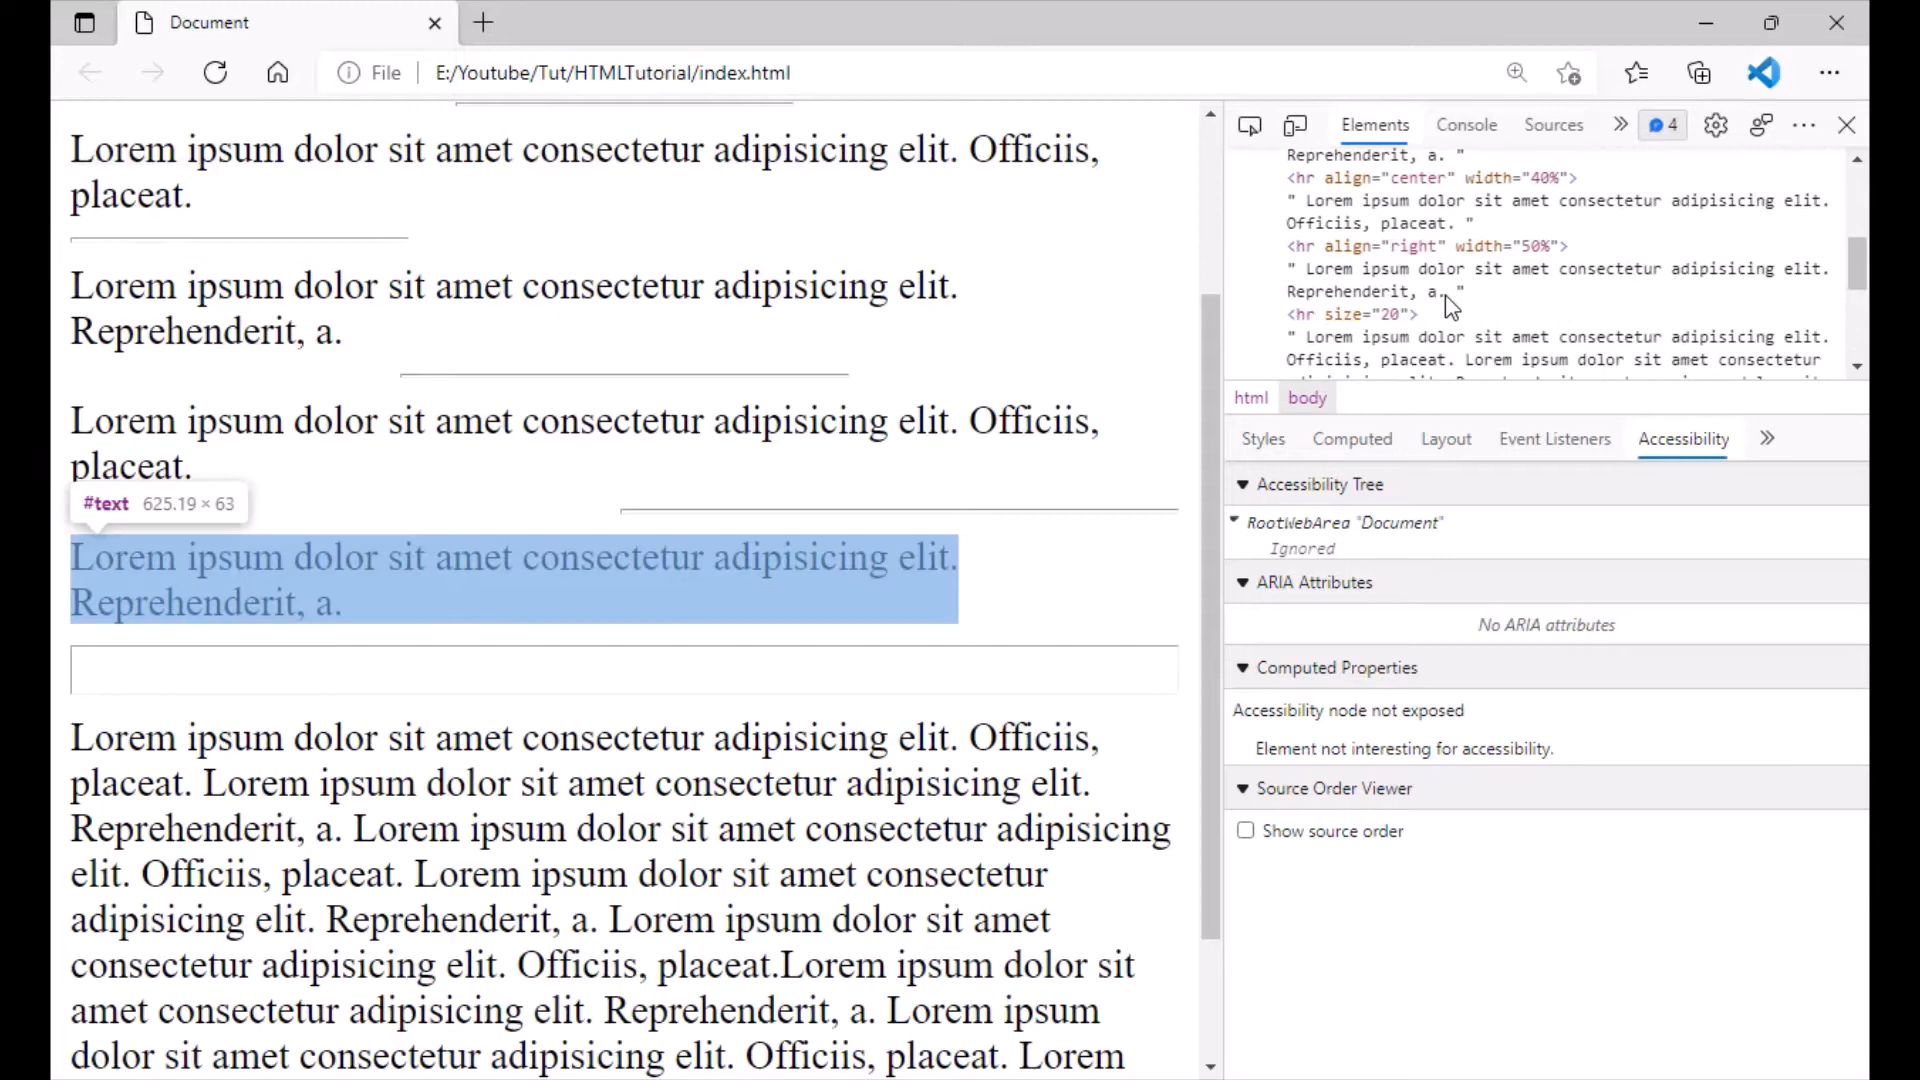 Document
File
E:/Youtube/Tut/HTMLTutorial/index.html
Lorem ipsum dolor sit amet consectetur adipisicing elit. Officiis,
placeat.
Lorem ipsum dolor sit amet consectetur adipisicing elit.
Reprehenderit, a.
Lorem ipsum dolor sit amet consectetur adipisicing elit. Officiis,
placeat.
#text 625.19 × 63
Lorem ipsum dolor sit amet consectetur adipisicing elit.
Reprehenderit, a.
Lorem ipsum dolor sit amet consectetur adipisicing elit. Officiis,
placeat. Lorem ipsum dolor sit amet consectetur adipisicing elit.
Reprehenderit, a. Lorem ipsum dolor sit amet consectetur adipisicing
elit. Officiis, placeat. Lorem ipsum dolor sit amet consectetur
adipisicing elit. Reprehenderit, a. Lorem ipsum dolor sit amet
consectetur adipisicing elit. Officiis, placeat.Lorem ipsum dolor sit
amet consectetur adipisicing elit. Reprehenderit, a. Lorem ipsum
dolor sit amet consectetur adipisicing elit. Officiis, placeat. Lorem
Elements Console Sources 4
Reprehenderit, a. "
<hr align="center" width="40%">
" Lorem ipsum dolor sit amet consectetur adipisicing elit.
Officiis, placeat. "
<hr align="right" width="50%">
" Lorem ipsum dolor sit amet consectetur adipisicing elit.
Reprehenderit, a. "
<hr size="20">
" Lorem ipsum dolor sit amet consectetur adipisicing elit.
Officiis, placeat. Lorem ipsum dolor sit amet consectetur
html body
Styles Computed Layout Event Listeners Accessibility
Accessibility Tree
RootWebArea "Document"
Ignored
ARIA Attributes
No ARIA attributes
Computed Properties
Accessibility node not exposed
Element not interesting for accessibility.
Source Order Viewer
Show source order